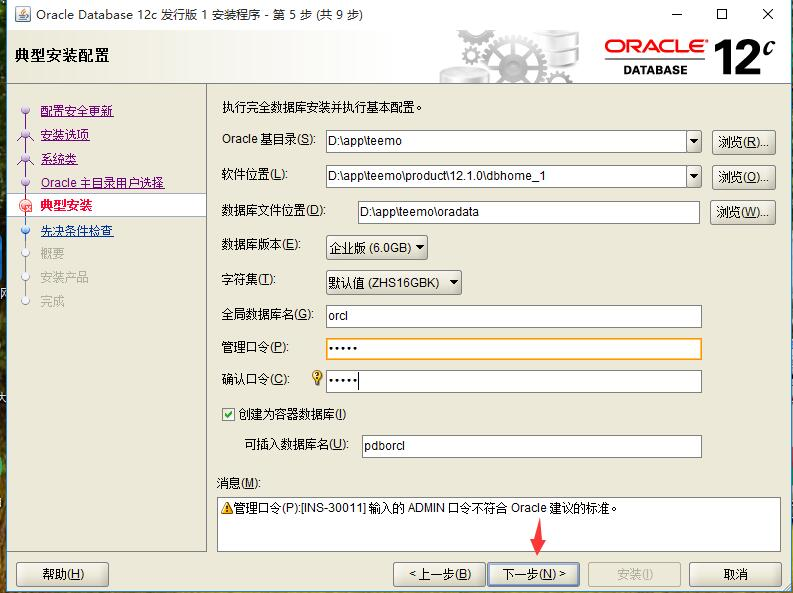 Oracle Database 12c 发行版 1 安装程序 - 第 5 步 (共 9 步)
典型安装配置
ORACLE®
DATABASE
12c
配置安全更新
安装选项
系统类
Oracle 主目录用户选择
典型安装
先决条件检查
概要
安装产品
完成
执行完全数据库安装并执行基本配置。
Oracle 基目录(S): D:\app\teemo 浏览(R)...
软件位置(L): D:\app\teemo\product\12.1.0\dbhome_1 浏览(O)...
数据库文件位置(D): D:\app\teemo\oradata 浏览(W)...
数据库版本(E): 企业版 (6.0GB)
字符集(T): 默认值 (ZHS16GBK)
全局数据库名(G): orcl
管理口令(P): •••••
确认口令(C): •••••
创建为容器数据库(I)
可插入数据库名(U): pdborcl
消息(M):
管理口令(P):[INS-30011] 输入的 ADMIN 口令不符合 Oracle 建议的标准。
帮助(H) < 上一步(B) 下一步(N) > 安装(I) 取消